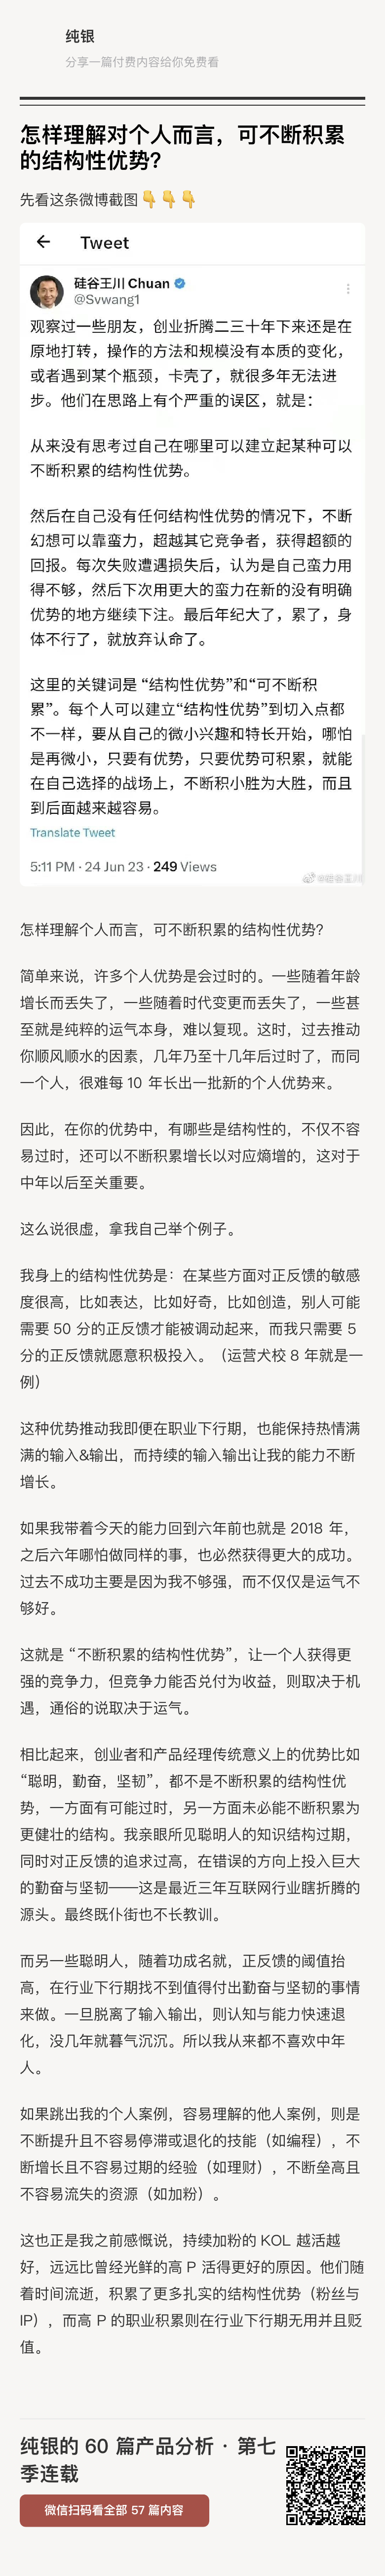 纯银
分享一篇付费内容给你免费看
怎样理解对个人而言，可不断积累
的结构性优势？
先看这条微博截图👇👇👇
← Tweet
硅谷王川 Chuan
@Svwang1
观察过一些朋友，创业折腾二三十年下来还是在
原地打转，操作的方法和规模没有本质的变化，
或者遇到某个瓶颈，卡壳了，就很多年无法进
步。他们在思路上有个严重的误区，就是：
从来没有思考过自己在哪里可以建立起某种可以
不断积累的结构性优势。
然后在自己没有任何结构性优势的情况下，不断
幻想可以靠蛮力，超越其它竞争者，获得超额的
回报。每次失败遭遇损失后，认为是自己蛮力用
得不够，然后下次用更大的蛮力在新的没有明确
优势的地方继续下注。最后年纪大了，累了，身
体不行了，就放弃认命了。
这里的关键词是 “结构性优势”和“可不断积
累”。每个人可以建立“结构性优势”到切入点都
不一样，要从自己的微小兴趣和特长开始，哪怕
是再微小，只要有优势，只要优势可积累，就能
在自己选择的战场上，不断积小胜为大胜，而且
到后面越来越容易。
Translate Tweet
5:11 PM · 24 Jun 23 · 249 Views
@硅谷王川
怎样理解个人而言，可不断积累的结构性优势？
简单来说，许多个人优势是会过时的。一些随着年龄
增长而丢失了，一些随着时代变更而丢失了，一些甚
至就是纯粹的运气本身，难以复现。这时，过去推动
你顺风顺水的因素，几年乃至十几年后过时了，而同
一个人，很难每 10 年长出一批新的个人优势来。
因此，在你的优势中，有哪些是结构性的，不仅不容
易过时，还可以不断积累增长以对应熵增的，这对于
中年以后至关重要。
这么说很虚，拿我自己举个例子。
我身上的结构性优势是：在某些方面对正反馈的敏感
度很高，比如表达，比如好奇，比如创造，别人可能
需要 50 分的正反馈才能被调动起来，而我只需要 5
分的正反馈就愿意积极投入。（运营犬校 8 年就是一
例）
这种优势推动我即便在职业下行期，也能保持热情满
满的输入&输出，而持续的输入输出让我的能力不断
增长。
如果我带着今天的能力回到六年前也就是 2018 年，
之后六年哪怕做同样的事，也必然获得更大的成功。
过去不成功主要是因为我不够强，而不仅仅是运气不
够好。
这就是 “不断积累的结构性优势”，让一个人获得更
强的竞争力，但竞争力能否兑付为收益，则取决于机
遇，通俗的说取决于运气。
相比起来，创业者和产品经理传统意义上的优势比如
“聪明，勤奋，坚韧”，都不是不断积累的结构性优
势，一方面有可能过时，另一方面未必能不断积累为
更健壮的结构。我亲眼所见聪明人的知识结构过期，
同时对正反馈的追求过高，在错误的方向上投入巨大
的勤奋与坚韧——这是最近三年互联网行业瞎折腾的
源头。最终既仆街也不长教训。
而另一些聪明人，随着功成名就，正反馈的阈值抬
高，在行业下行期找不到值得付出勤奋与坚韧的事情
来做。一旦脱离了输入输出，则认知与能力快速退
化，没几年就暮气沉沉。所以我从来都不喜欢中年
人。
如果跳出我的个人案例，容易理解的他人案例，则是
不断提升且不容易停滞或退化的技能（如编程），不
断增长且不容易过期的经验（如理财），不断垒高且
不容易流失的资源（如加粉）。
这也正是我之前感慨说，持续加粉的 KOL 越活越
好，远远比曾经光鲜的高 P 活得更好的原因。他们随
着时间流逝，积累了更多扎实的结构性优势（粉丝与
IP），而高 P 的职业积累则在行业下行期无用并且贬
值。
纯银的 60 篇产品分析 · 第七
季连载
微信扫码看全部 57 篇内容